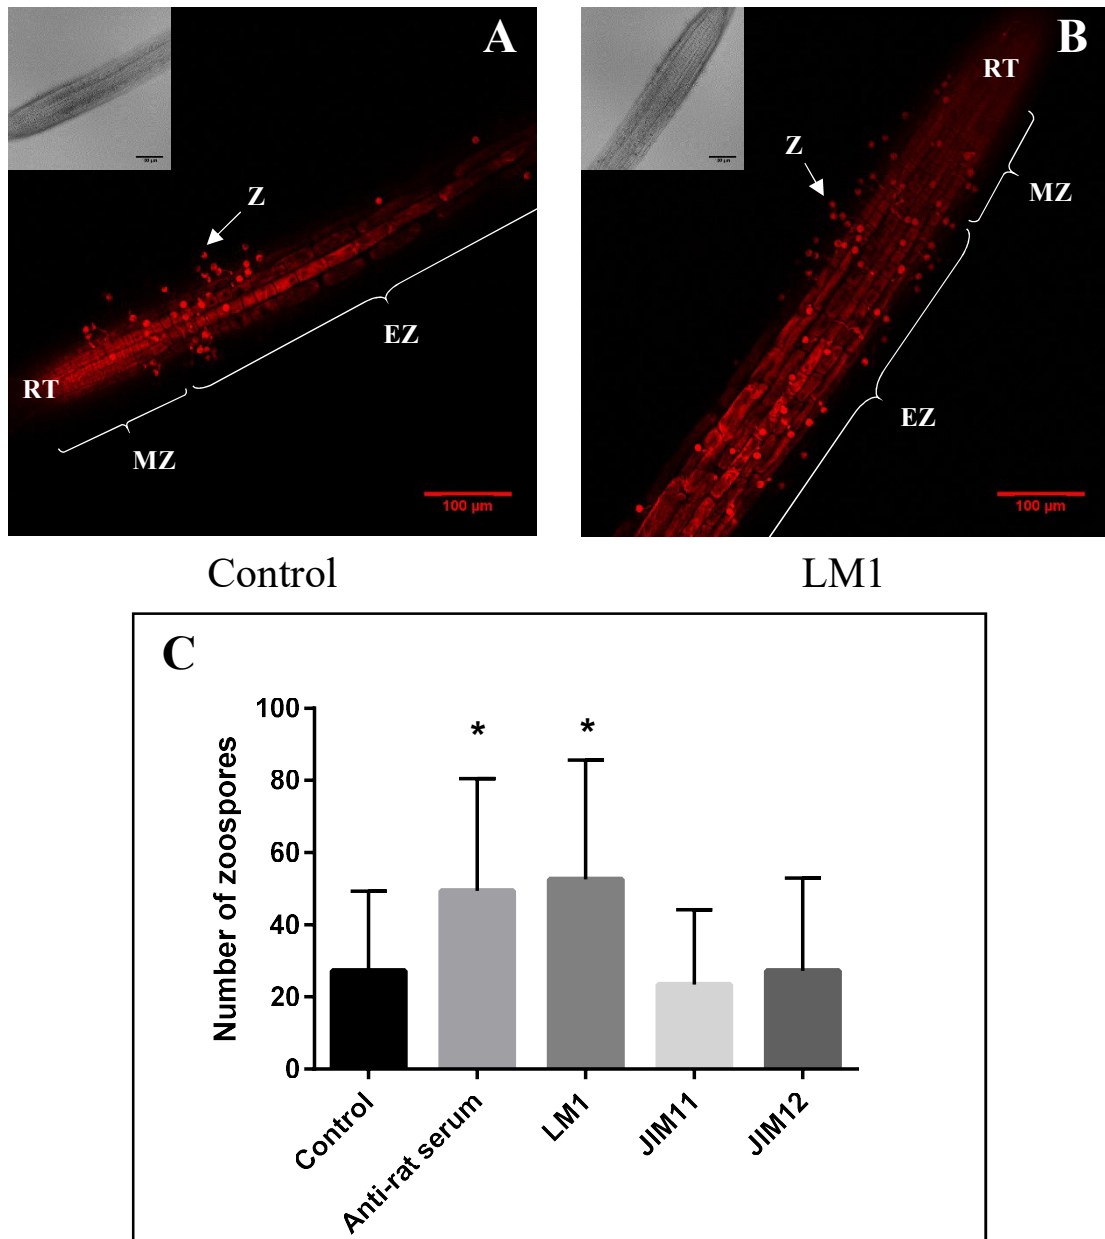 A
Z
EZ
RT
MZ
100 µm
B
RT
Z
MZ
EZ
100 µm
Control
LM1
C
Number of zoospores
100
80
60
40
20
0
*
*
Control
Anti-rat serum
LM1
JIM11
JIM12